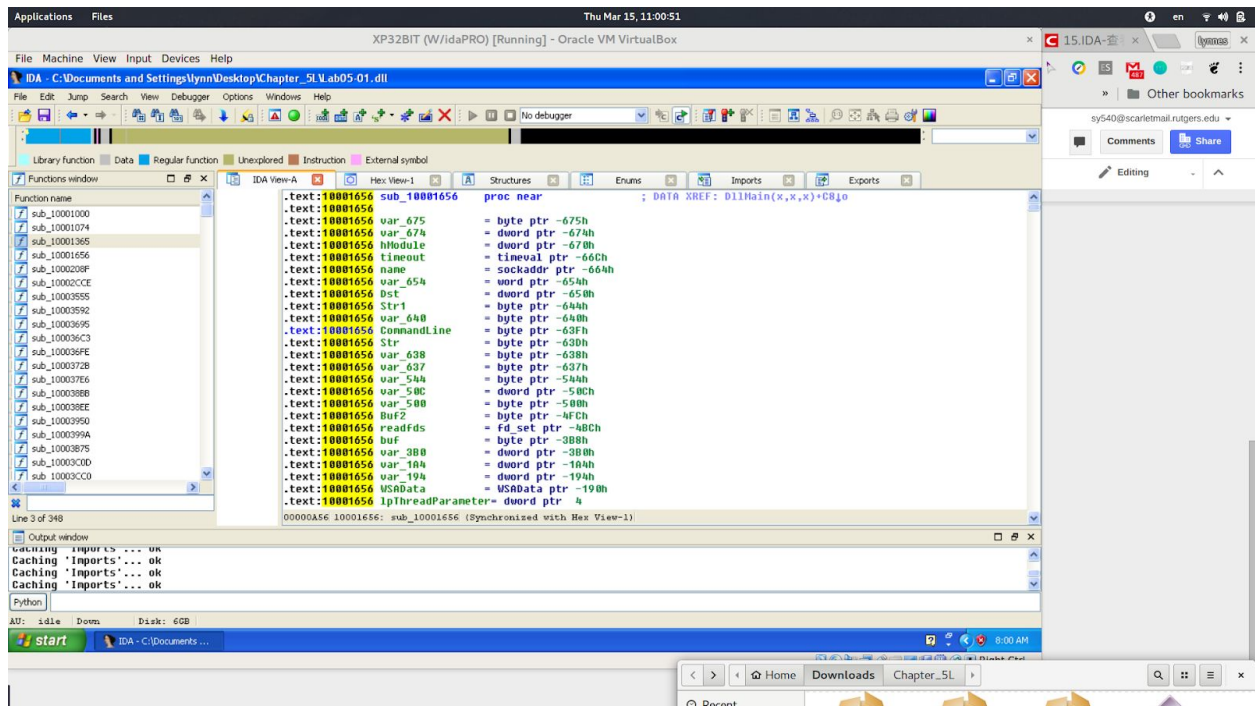 Applications Files Thu Mar 15, 11:00:51 en
XP32BIT (W/idaPRO) [Running] - Oracle VM VirtualBox
15.IDA-查
lynnes
File Machine View Input Devices Help
IDA - C:\Documents and Settings\lynn\Desktop\Chapter_5L\Lab05-01.dll
487
File Edit Jump Search View Debugger Options Windows Help
» Other bookmarks
No debugger
sy540@scarletmail.rutgers.edu
Comments Share
Library function Data Regular function Unexplored Instruction External symbol
Editing
Functions window IDA View-A Hex View-1 Structures Enums Imports Exports
Function name
sub_10001000
sub_10001074
sub_10001365
sub_10001656
sub_1000208F
sub_10002CCE
sub_10003555
sub_10003592
sub_10003695
sub_100036C3
sub_100036FE
sub_1000372B
sub_100037E6
sub_100038BB
sub_100038EE
sub_10003950
sub_1000399A
sub_10003B75
sub_10003C0D
sub_10003CC0
Line 3 of 348
.text:10001656 sub_10001656 proc near ; DATA XREF: DllMain(x,x,x)+C8↓o
.text:10001656
.text:10001656 var_675 = byte ptr -675h
.text:10001656 var_674 = dword ptr -674h
.text:10001656 hModule = dword ptr -670h
.text:10001656 timeout = timeval ptr -66Ch
.text:10001656 name = sockaddr ptr -664h
.text:10001656 var_654 = word ptr -654h
.text:10001656 Dst = dword ptr -650h
.text:10001656 Str1 = byte ptr -644h
.text:10001656 var_640 = byte ptr -640h
.text:10001656 CommandLine = byte ptr -63Fh
.text:10001656 Str = byte ptr -63Dh
.text:10001656 var_638 = byte ptr -638h
.text:10001656 var_637 = byte ptr -637h
.text:10001656 var_544 = byte ptr -544h
.text:10001656 var_50C = dword ptr -50Ch
.text:10001656 var_500 = byte ptr -500h
.text:10001656 Buf2 = byte ptr -4FCh
.text:10001656 readfds = fd_set ptr -4BCh
.text:10001656 buf = byte ptr -3B8h
.text:10001656 var_3B0 = dword ptr -3B0h
.text:10001656 var_1A4 = dword ptr -1A4h
.text:10001656 var_194 = dword ptr -194h
.text:10001656 WSAData = WSAData ptr -190h
.text:10001656 lpThreadParameter= dword ptr 4
00000A56 10001656: sub_10001656 (Synchronized with Hex View-1)
Output window
Caching 'Imports'... ok
Caching 'Imports'... ok
Caching 'Imports'... ok
Caching 'Imports'... ok
Python
AU: idle Down Disk: 6GB
start IDA - C:\Documents ... 8:00 AM
Right Ctrl
Home Downloads Chapter_5L
Recent